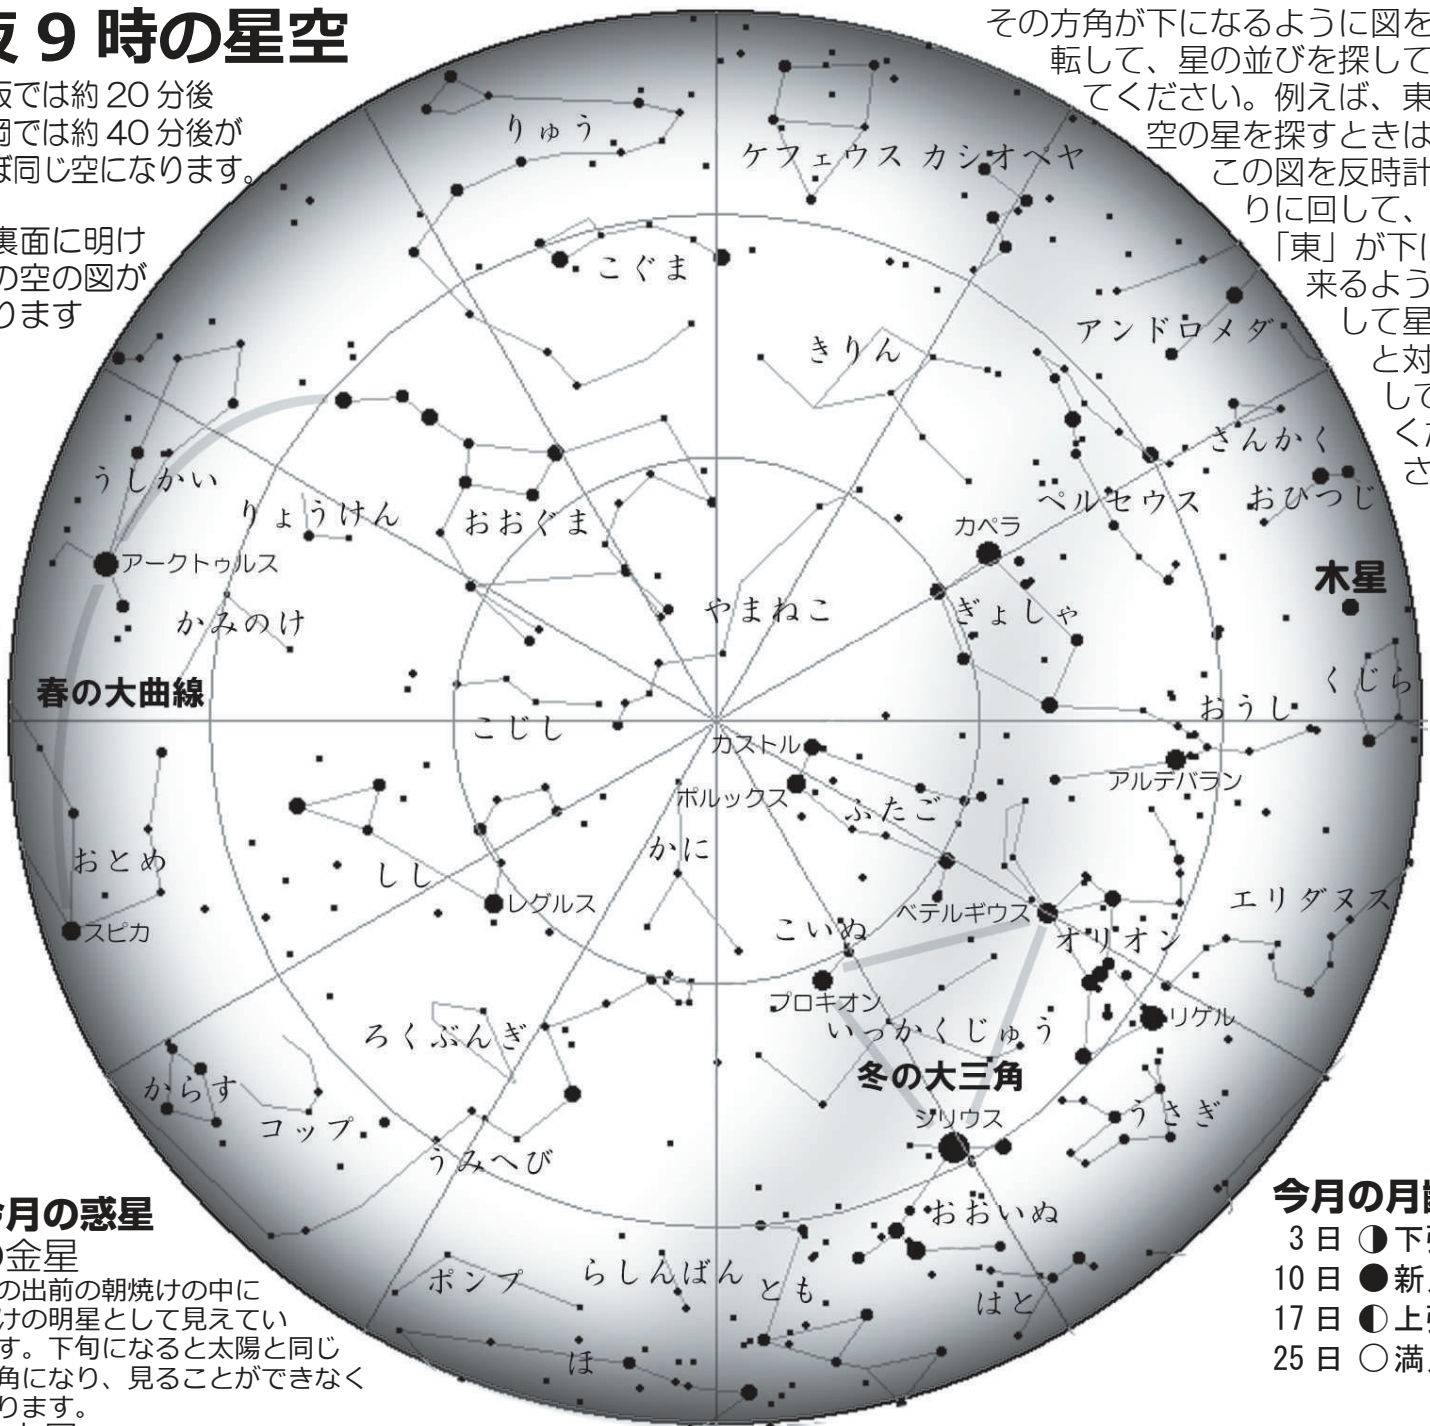 夜 9 時の星空
阪では約 20 分後
岡では約 40 分後が
ぼ同じ空になります。
裏面に明け
の空の図が
ります
その方角が下になるように図を
転して、星の並びを探して
てください。例えば、東
空の星を探すときは
この図を反時計
りに回して、
「東」が下に
来るよう
して星
と対
して
くだ
さ
りゅう
ケフェウス
カシオペヤ
こぐま
きりん
アンドロメダ
さんかく
おひつじ
ペルセウス
うしかい
りょうけん
おおぐま
カペラ
アークトゥルス
木星
かみのけ
やまねこ
ぎょしゃ
春の大曲線
くじら
こじし
おうし
カストル
アルデバラン
ポルックス
ふたご
おとめ
しし
かに
レグルス
スピカ
こいぬ
ベテルギウス
エリダヌス
オリオン
プロキオン
リゲル
ろくぶんぎ
いっかくじゅう
冬の大三角
からす
コップ
シリウス
うさぎ
うみへび
おおいぬ
ポンプ
らしんばん
とも
はと
ほ
今月の惑星
の金星
の出前の朝焼けの中に
けの明星として見えてい
す。下旬になると太陽と同じ
角になり、見ることができなく
ります。
今月の月齢
3 日 ◑下弦
10 日 ●新月
17 日 ◐上弦
25 日 ○満月